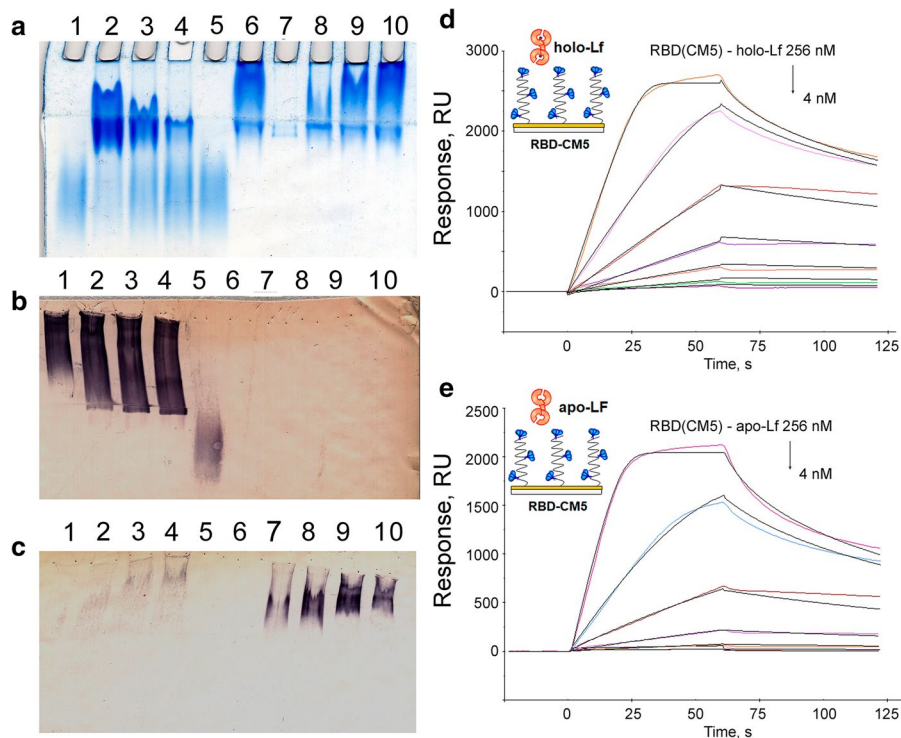 a
1 2 3 4 5 6 7 8 9 10
b
1 2 3 4 5 6 7 8 9 10
c
1 2 3 4 5 6 7 8 9 10
d
3000
2000
1000
0
Response, RU
holo-Lf
RBD-CM5
RBD(CM5) - holo-Lf 256 nM
4 nM
0 25 50 75 100 125
Time, s
e
2500
2000
1500
1000
500
0
Response, RU
apo-LF
RBD-CM5
RBD(CM5) - apo-Lf 256 nM
4 nM
0 25 50 75 100 125
Time, s